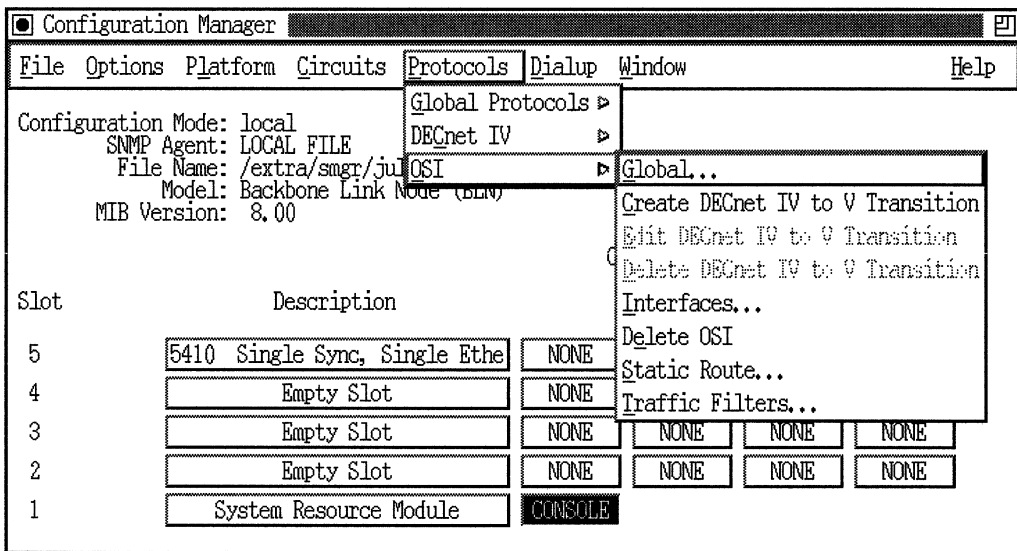 Configuration Manager
File Options Platform Circuits Protocols Dialup Window Help
Global Protocols
DECnet IV
OSI
Configuration Mode: local
SNMP Agent: LOCAL FILE
File Name: /extra/smgr/jul
Model: Backbone Link Node (BLN)
MIB Version: 8.00
Global...
Create DECnet IV to V Transition
Edit DECnet IV to V Transition
Delete DECnet IV to V Transition
Interfaces...
Delete OSI
Static Route...
Traffic Filters...
Slot Description
5 5410 Single Sync, Single Ethe NONE
4 Empty Slot NONE
3 Empty Slot NONE NONE NONE NONE
2 Empty Slot NONE NONE NONE NONE
1 System Resource Module CONSOLE